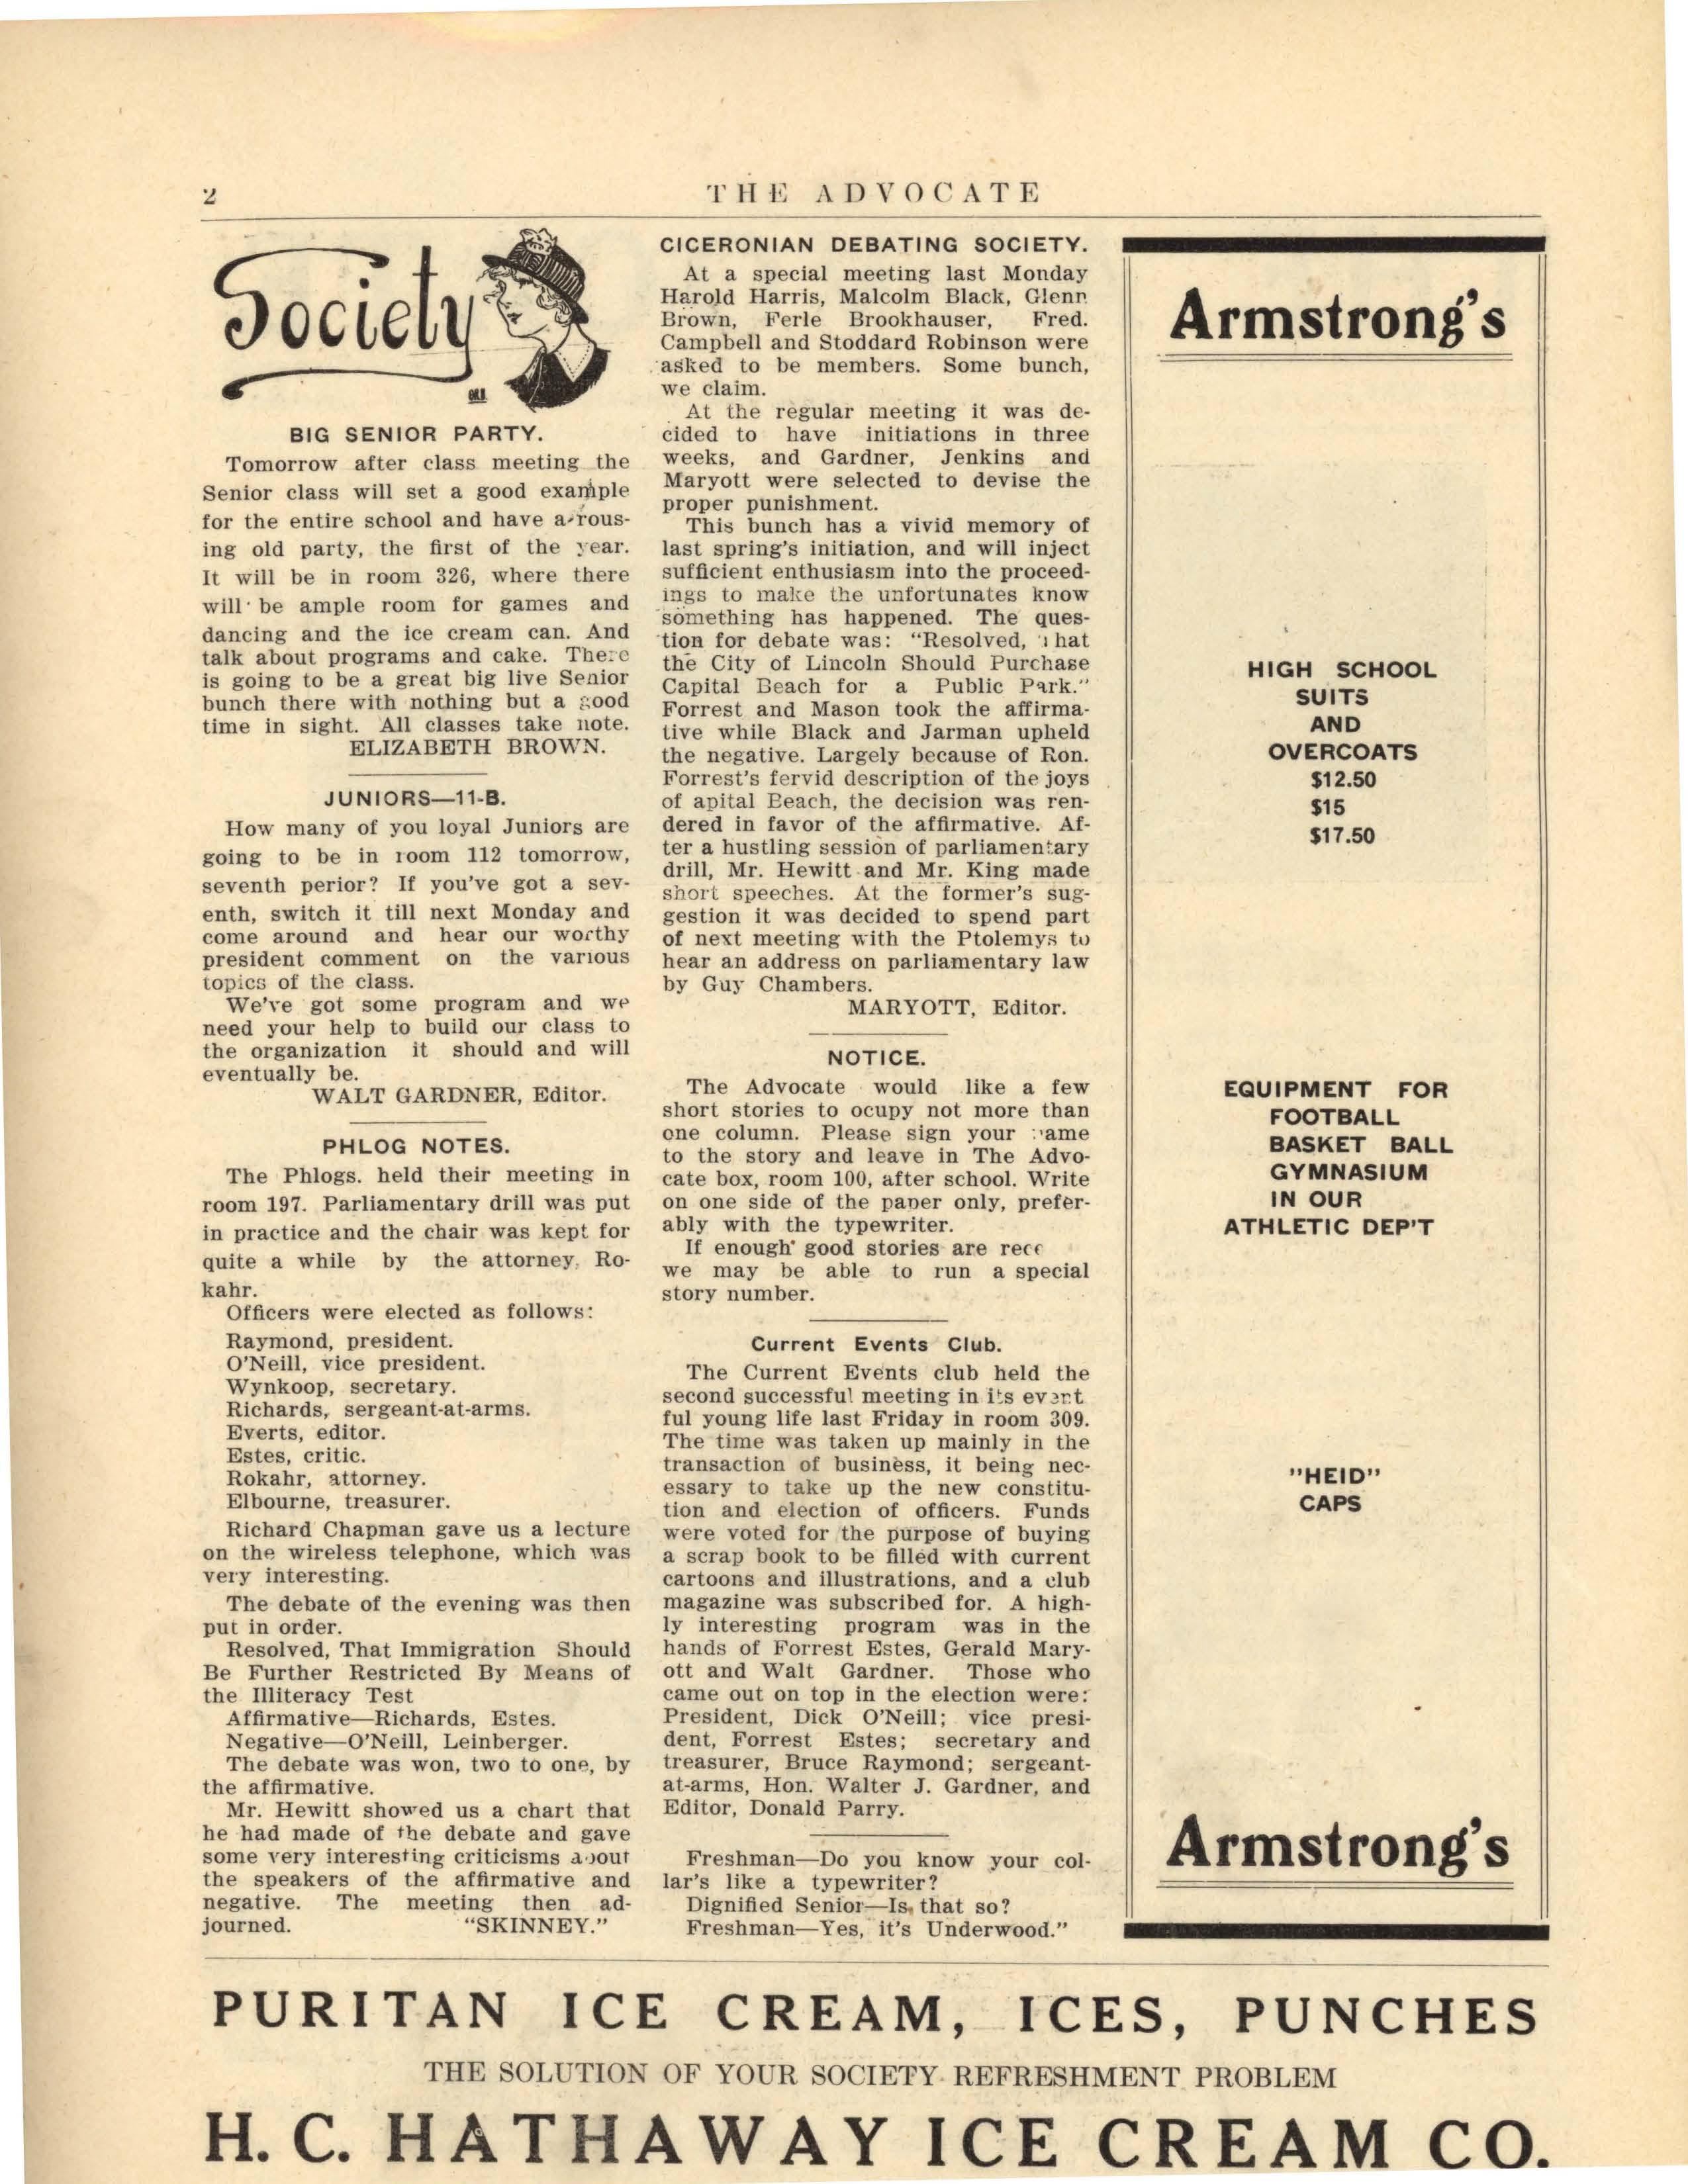 2
THE ADVOCATE
Society
BIG SENIOR PARTY.
Tomorrow after class meeting the
Senior class will set a good example
for the entire school and have a rous-
ing old party, the first of the year.
It will be in room 326, where there
will be ample room for games and
dancing and the ice cream can. And
talk about programs and cake. There
is going to be a great big live Senior
bunch there with nothing but a good
time in sight. All classes take note.
ELIZABETH BROWN.
JUNIORS—11-B.
How many of you loyal Juniors are
going to be in room 112 tomorrow,
seventh perior? If you've got a sev-
enth, switch it till next Monday and
come around and hear our worthy
president comment on the various
topics of the class.
We've got some program and we
need your help to build our class to
the organization it should and will
eventually be.
WALT GARDNER, Editor.
PHLOG NOTES.
The Phlogs. held their meeting in
room 197. Parliamentary drill was put
in practice and the chair was kept for
quite a while by the attorney, Ro-
kahr.
Officers were elected as follows:
Raymond, president.
O'Neill, vice president.
Wynkoop, secretary.
Richards, sergeant-at-arms.
Everts, editor.
Estes, critic.
Rokahr, attorney.
Elbourne, treasurer.
Richard Chapman gave us a lecture
on the wireless telephone, which was
very interesting.
The debate of the evening was then
put in order.
Resolved, That Immigration Should
Be Further Restricted By Means of
the Illiteracy Test
Affirmative—Richards, Estes.
Negative—O'Neill, Leinberger.
The debate was won, two to one, by
the affirmative.
Mr. Hewitt showed us a chart that
he had made of the debate and gave
some very interesting criticisms about
the speakers of the affirmative and
negative. The meeting then ad-
journed. "SKINNEY."
CICERONIAN DEBATING SOCIETY.
At a special meeting last Monday
Harold Harris, Malcolm Black, Glenn
Brown, Ferle Brookhauser, Fred.
Campbell and Stoddard Robinson were
asked to be members. Some bunch,
we claim.
At the regular meeting it was de-
cided to have initiations in three
weeks, and Gardner, Jenkins and
Maryott were selected to devise the
proper punishment.
This bunch has a vivid memory of
last spring's initiation, and will inject
sufficient enthusiasm into the proceed-
ings to make the unfortunates know
something has happened. The ques-
tion for debate was: "Resolved, That
the City of Lincoln Should Purchase
Capital Beach for a Public Park."
Forrest and Mason took the affirma-
tive while Black and Jarman upheld
the negative. Largely because of Ron.
Forrest's fervid description of the joys
of apital Beach, the decision was ren-
dered in favor of the affirmative. Af-
ter a hustling session of parliamentary
drill, Mr. Hewitt and Mr. King made
short speeches. At the former's sug-
gestion it was decided to spend part
of next meeting with the Ptolemys to
hear an address on parliamentary law
by Guy Chambers.
MARYOTT, Editor.
NOTICE.
The Advocate would like a few
short stories to ocupy not more than
one column. Please sign your name
to the story and leave in The Advo-
cate box, room 100, after school. Write
on one side of the paper only, prefer-
ably with the typewriter.
If enough good stories are
we may be able to run a special
story number.
Current Events Club.
The Current Events club held the
second successful meeting in its event
ful young life last Friday in room 309.
The time was taken up mainly in the
transaction of business, it being nec-
essary to take up the new constitu-
tion and election of officers. Funds
were voted for the purpose of buying
a scrap book to be filled with current
cartoons and illustrations, and a club
magazine was subscribed for. A high-
ly interesting program was in the
hands of Forrest Estes, Gerald Mary-
ott and Walt Gardner. Those who
came out on top in the election were:
President, Dick O'Neill; vice presi-
dent, Forrest Estes; secretary and
treasurer, Bruce Raymond; sergeant-
at-arms, Hon. Walter J. Gardner, and
Editor, Donald Parry.
Freshman—Do you know your col-
lar's like a typewriter?
Dignified Senior—Is that so?
Freshman—Yes, it's Underwood."
Armstrong's
HIGH SCHOOL
SUITS
AND
OVERCOATS
$12.50
$15
$17.50
EQUIPMENT FOR
FOOTBALL
BASKET BALL
GYMNASIUM
IN OUR
ATHLETIC DEP'T
"HEID"
CAPS
Armstrong's
PURITAN ICE CREAM, ICES, PUNCHES
THE SOLUTION OF YOUR SOCIETY REFRESHMENT PROBLEM
H. C. HATHAWAY ICE CREAM CO.